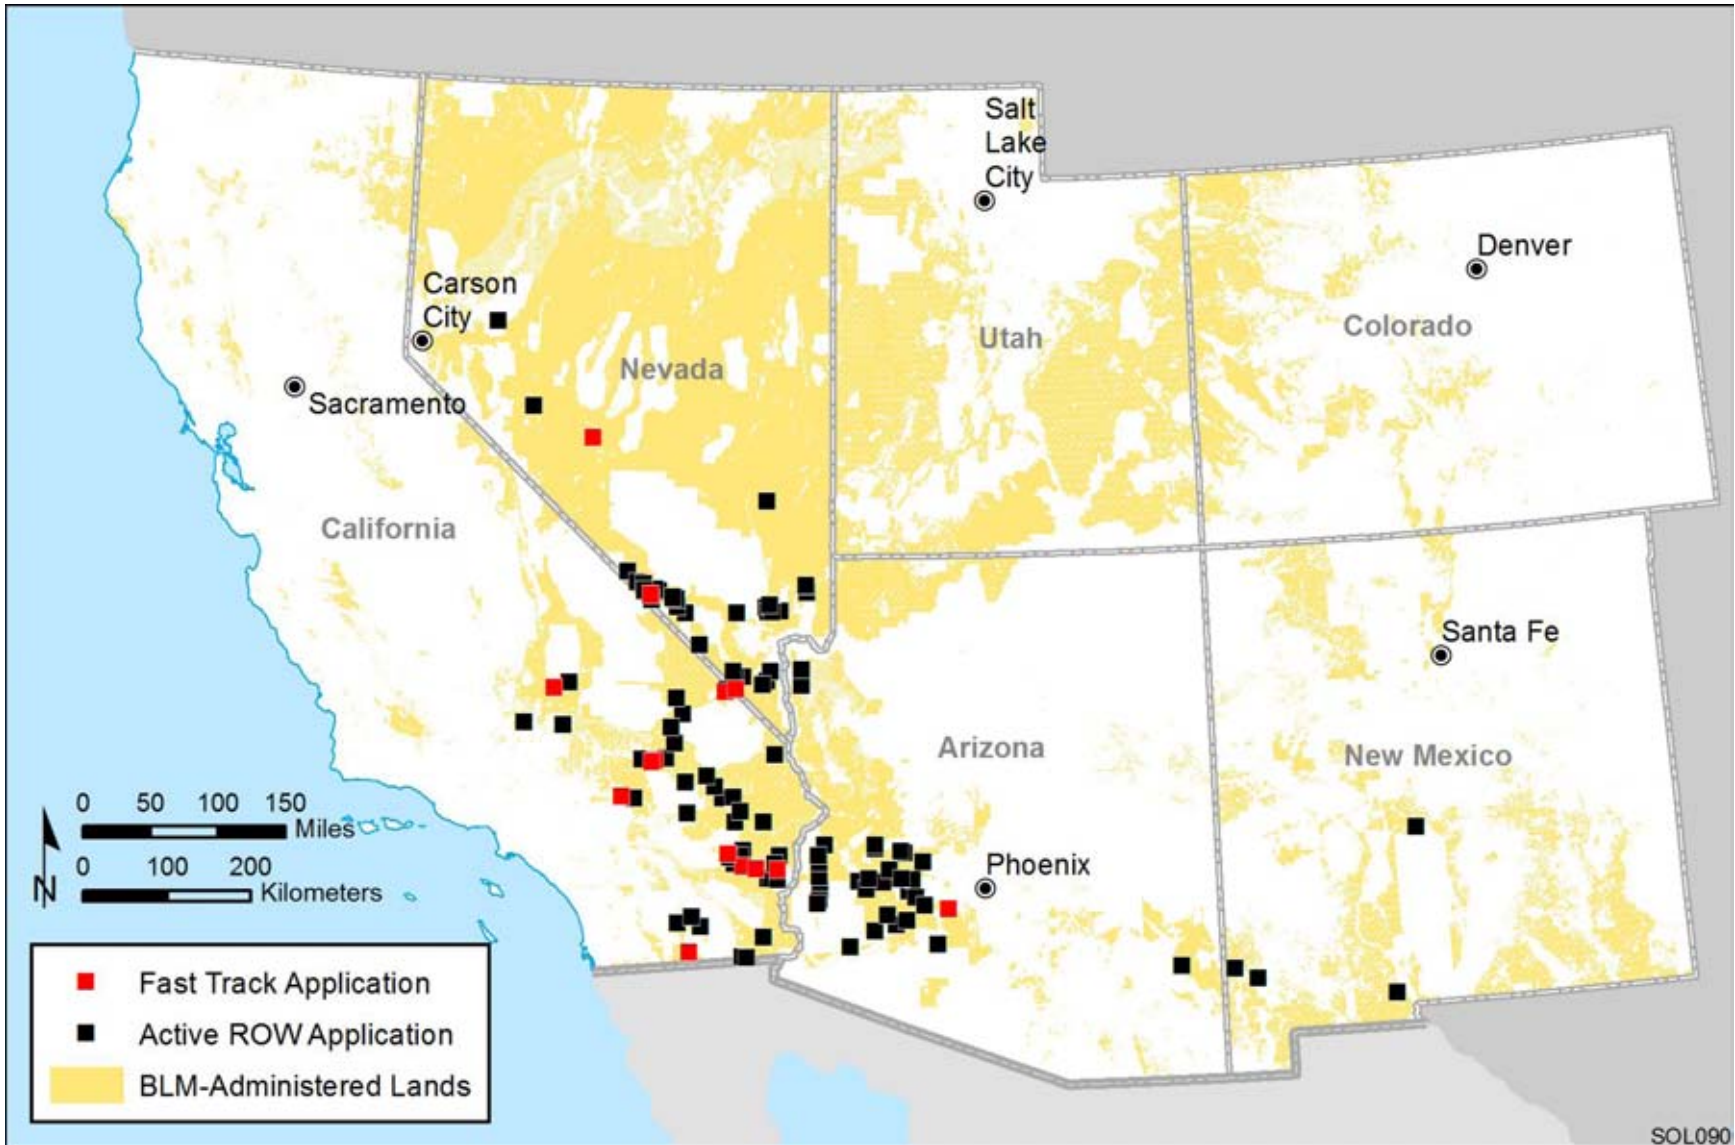 Salt
Lake
City
Denver
Carson
City
Colorado
Utah
Nevada
Sacramento
California
Santa Fe
Arizona
New Mexico
0 50 100 150
Miles
0 100 200
Kilometers
N
Phoenix
Fast Track Application
Active ROW Application
BLM-Administered Lands
SOL090